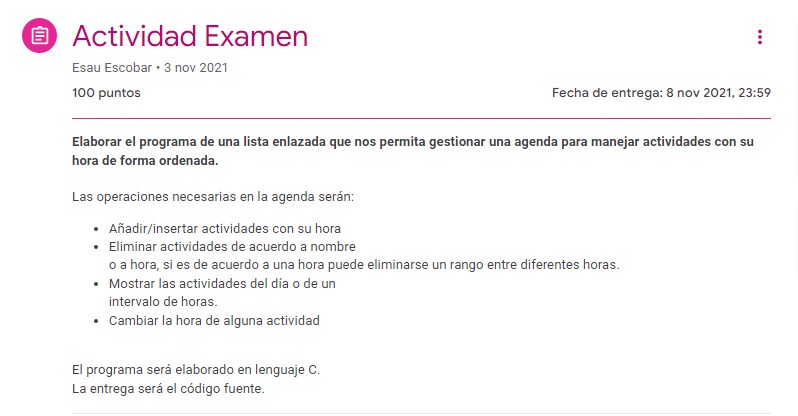 Actividad Examen
Esau Escobar • 3 nov 2021
100 puntos
Fecha de entrega: 8 nov 2021, 23:59
Elaborar el programa de una lista enlazada que nos permita gestionar una agenda para manejar actividades con su
hora de forma ordenada.
Las operaciones necesarias en la agenda serán:
• Añadir/insertar actividades con su hora
• Eliminar actividades de acuerdo a nombre
o a hora, si es de acuerdo a una hora puede eliminarse un rango entre diferentes horas.
• Mostrar las actividades del día o de un
intervalo de horas.
• Cambiar la hora de alguna actividad
El programa será elaborado en lenguaje C.
La entrega será el código fuente.